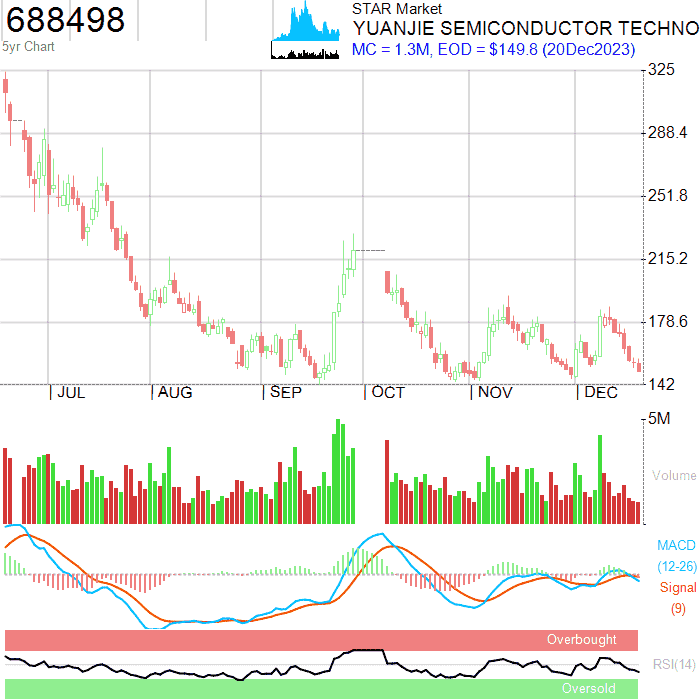 688498
5yr Chart
STAR Market
YUANJIE SEMICONDUCTOR TECHNO
MC = 1.3M, EOD = $149.8 (20Dec2023)
325
288.4
251.8
215.2
178.6
142
JUL
AUG
SEP
OCT
NOV
DEC
5M
Volume
MACD
(12-26)
Signal
(9)
Overbought
RSI(14)
Oversold